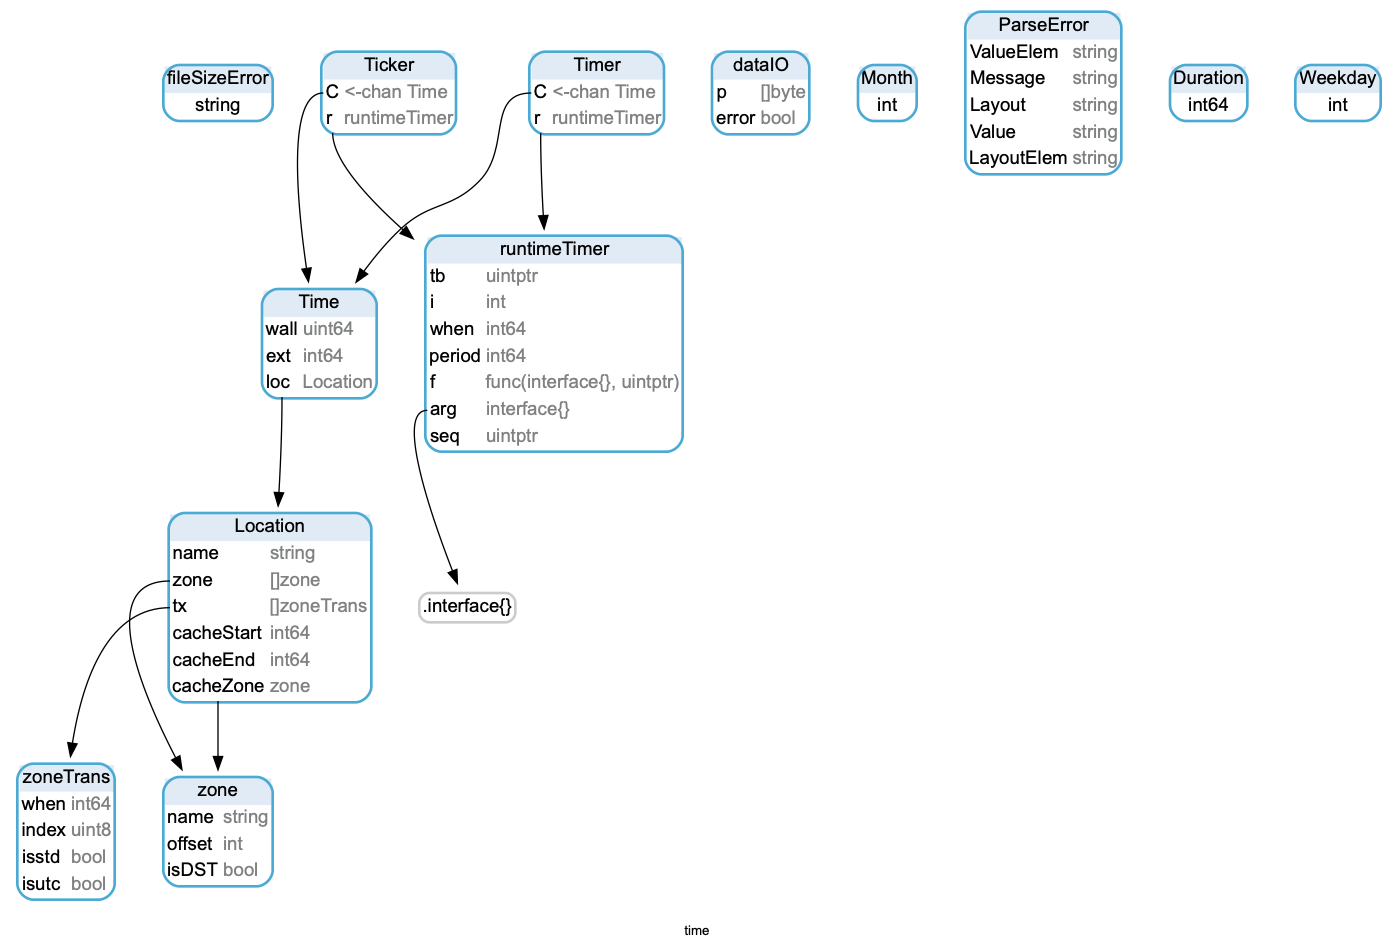 fileSizeError
string
Ticker
C <-chan Time
r runtimeTimer
Timer
C <-chan Time
r runtimeTimer
dataIO
p []byte
error bool
Month
int
ParseError
ValueElem string
Message string
Layout string
Value string
LayoutElem string
Duration
int64
Weekday
int
runtimeTimer
tb uintptr
i int
when int64
period int64
f func(interface{}, uintptr)
arg interface{}
seq uintptr
Time
wall uint64
ext int64
loc Location
Location
name string
zone []zone
tx []zoneTrans
cacheStart int64
cacheEnd int64
cacheZone zone
.interface{}
zoneTrans
when int64
index uint8
isstd bool
isutc bool
zone
name string
offset int
isDST bool
time